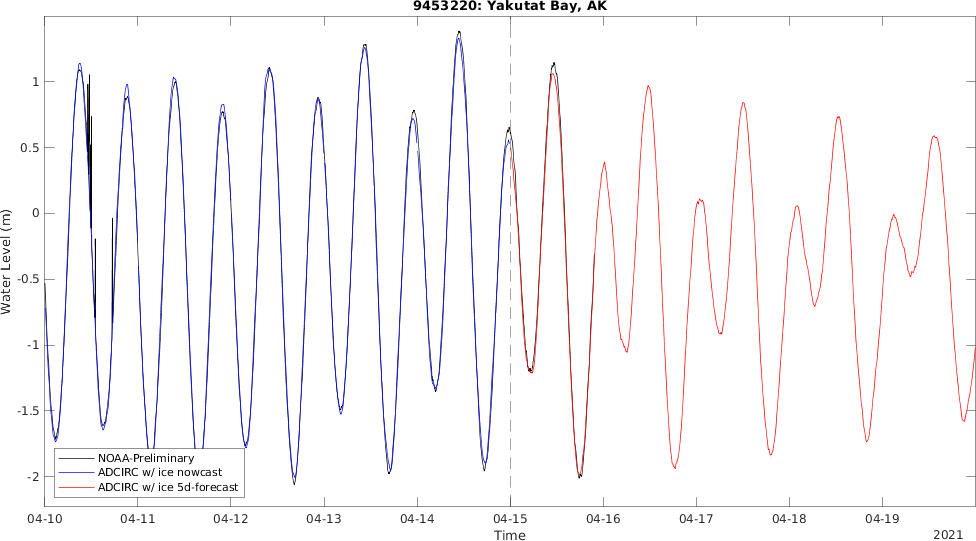 9453220: Yakutat Bay, AK
Water Level (m)
1
0.5
0
-0.5
-1
-1.5
-2
NOAA-Preliminary
ADCIRC w/ ice nowcast
ADCIRC w/ ice 5d-forecast
04-10 04-11 04-12 04-13 04-14 04-15 04-16 04-17 04-18 04-19
Time
2021